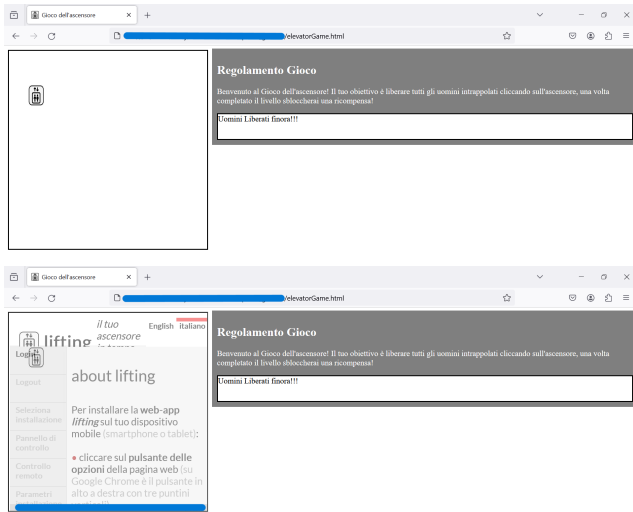 Gioco dell'ascensore
/elevatorGame.html
Regolamento Gioco
Benvenuto al Gioco dell'ascensore! Il tuo obiettivo è liberare tutti gli uomini intrappolati cliccando sull'ascensore, una volta
completato il livello sbloccherai una ricompensa!
Uomini Liberati finora!!!
Gioco dell'ascensore
/elevatorGame.html
lifting
il tuo
ascensore
English italiano
Login
Logout
Seleziona
installazione
Pannello di
controllo
Controllo
remoto
Parametri
about lifting
Per installare la web-app
lifting sul tuo dispositivo
mobile (smartphone o tablet):
• cliccare sul pulsante delle
opzioni della pagina web (su
Google Chrome è il pulsante in
alto a destra con tre puntini
Regolamento Gioco
Benvenuto al Gioco dell'ascensore! Il tuo obiettivo è liberare tutti gli uomini intrappolati cliccando sull'ascensore, una volta
completato il livello sbloccherai una ricompensa!
Uomini Liberati finora!!!